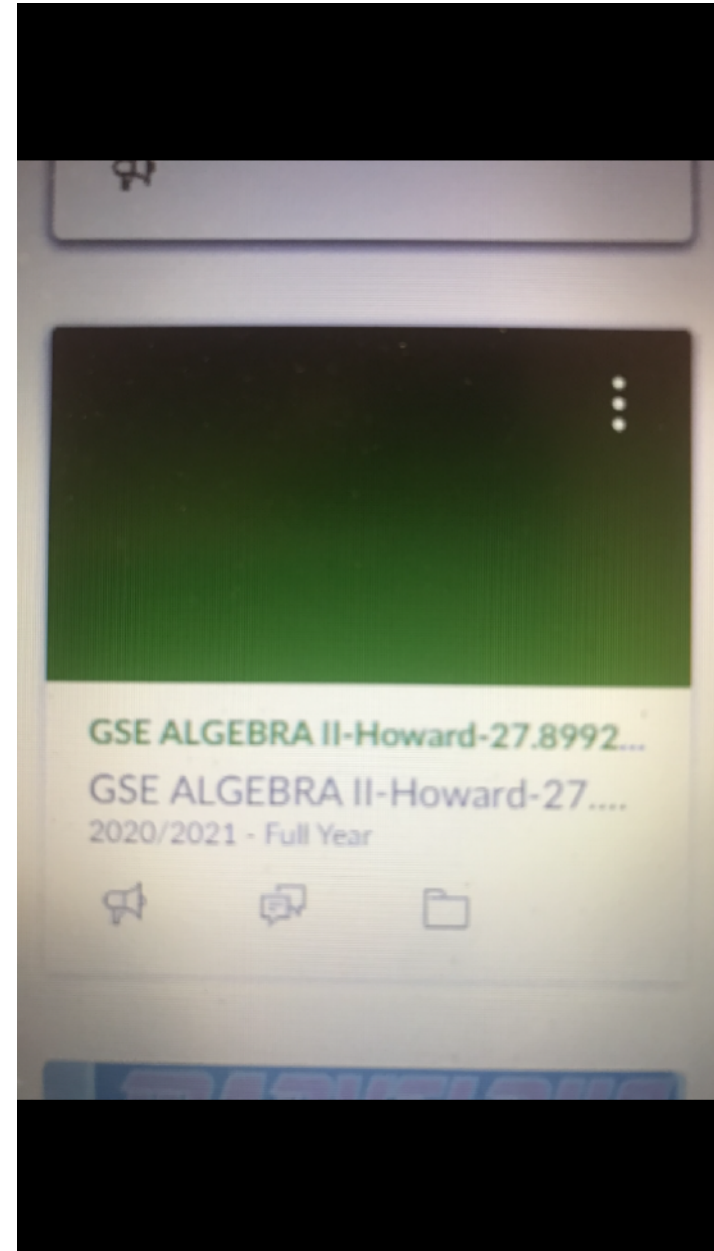 GSE ALGEBRA II-Howard-27.8992...
GSE ALGEBRA II-Howard-27....
2020/2021 - Full Year